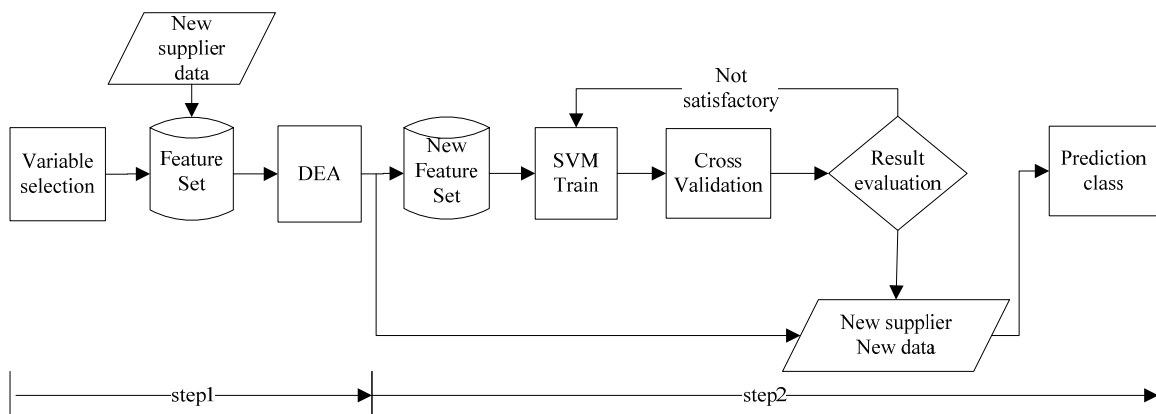 New
supplier
data
Variable
selection
Feature
Set
DEA
New
Feature
Set
SVM
Train
Cross
Validation
Not
satisfactory
Result
evaluation
Prediction
class
New supplier
New data
step1
step2